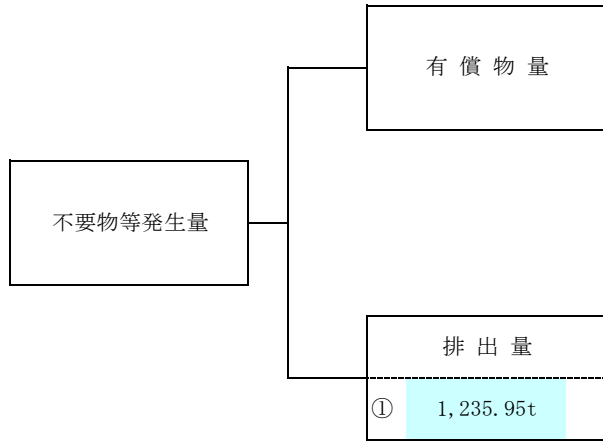 有 償 物 量
不要物等発生量
排 出 量
① 1,235.95t